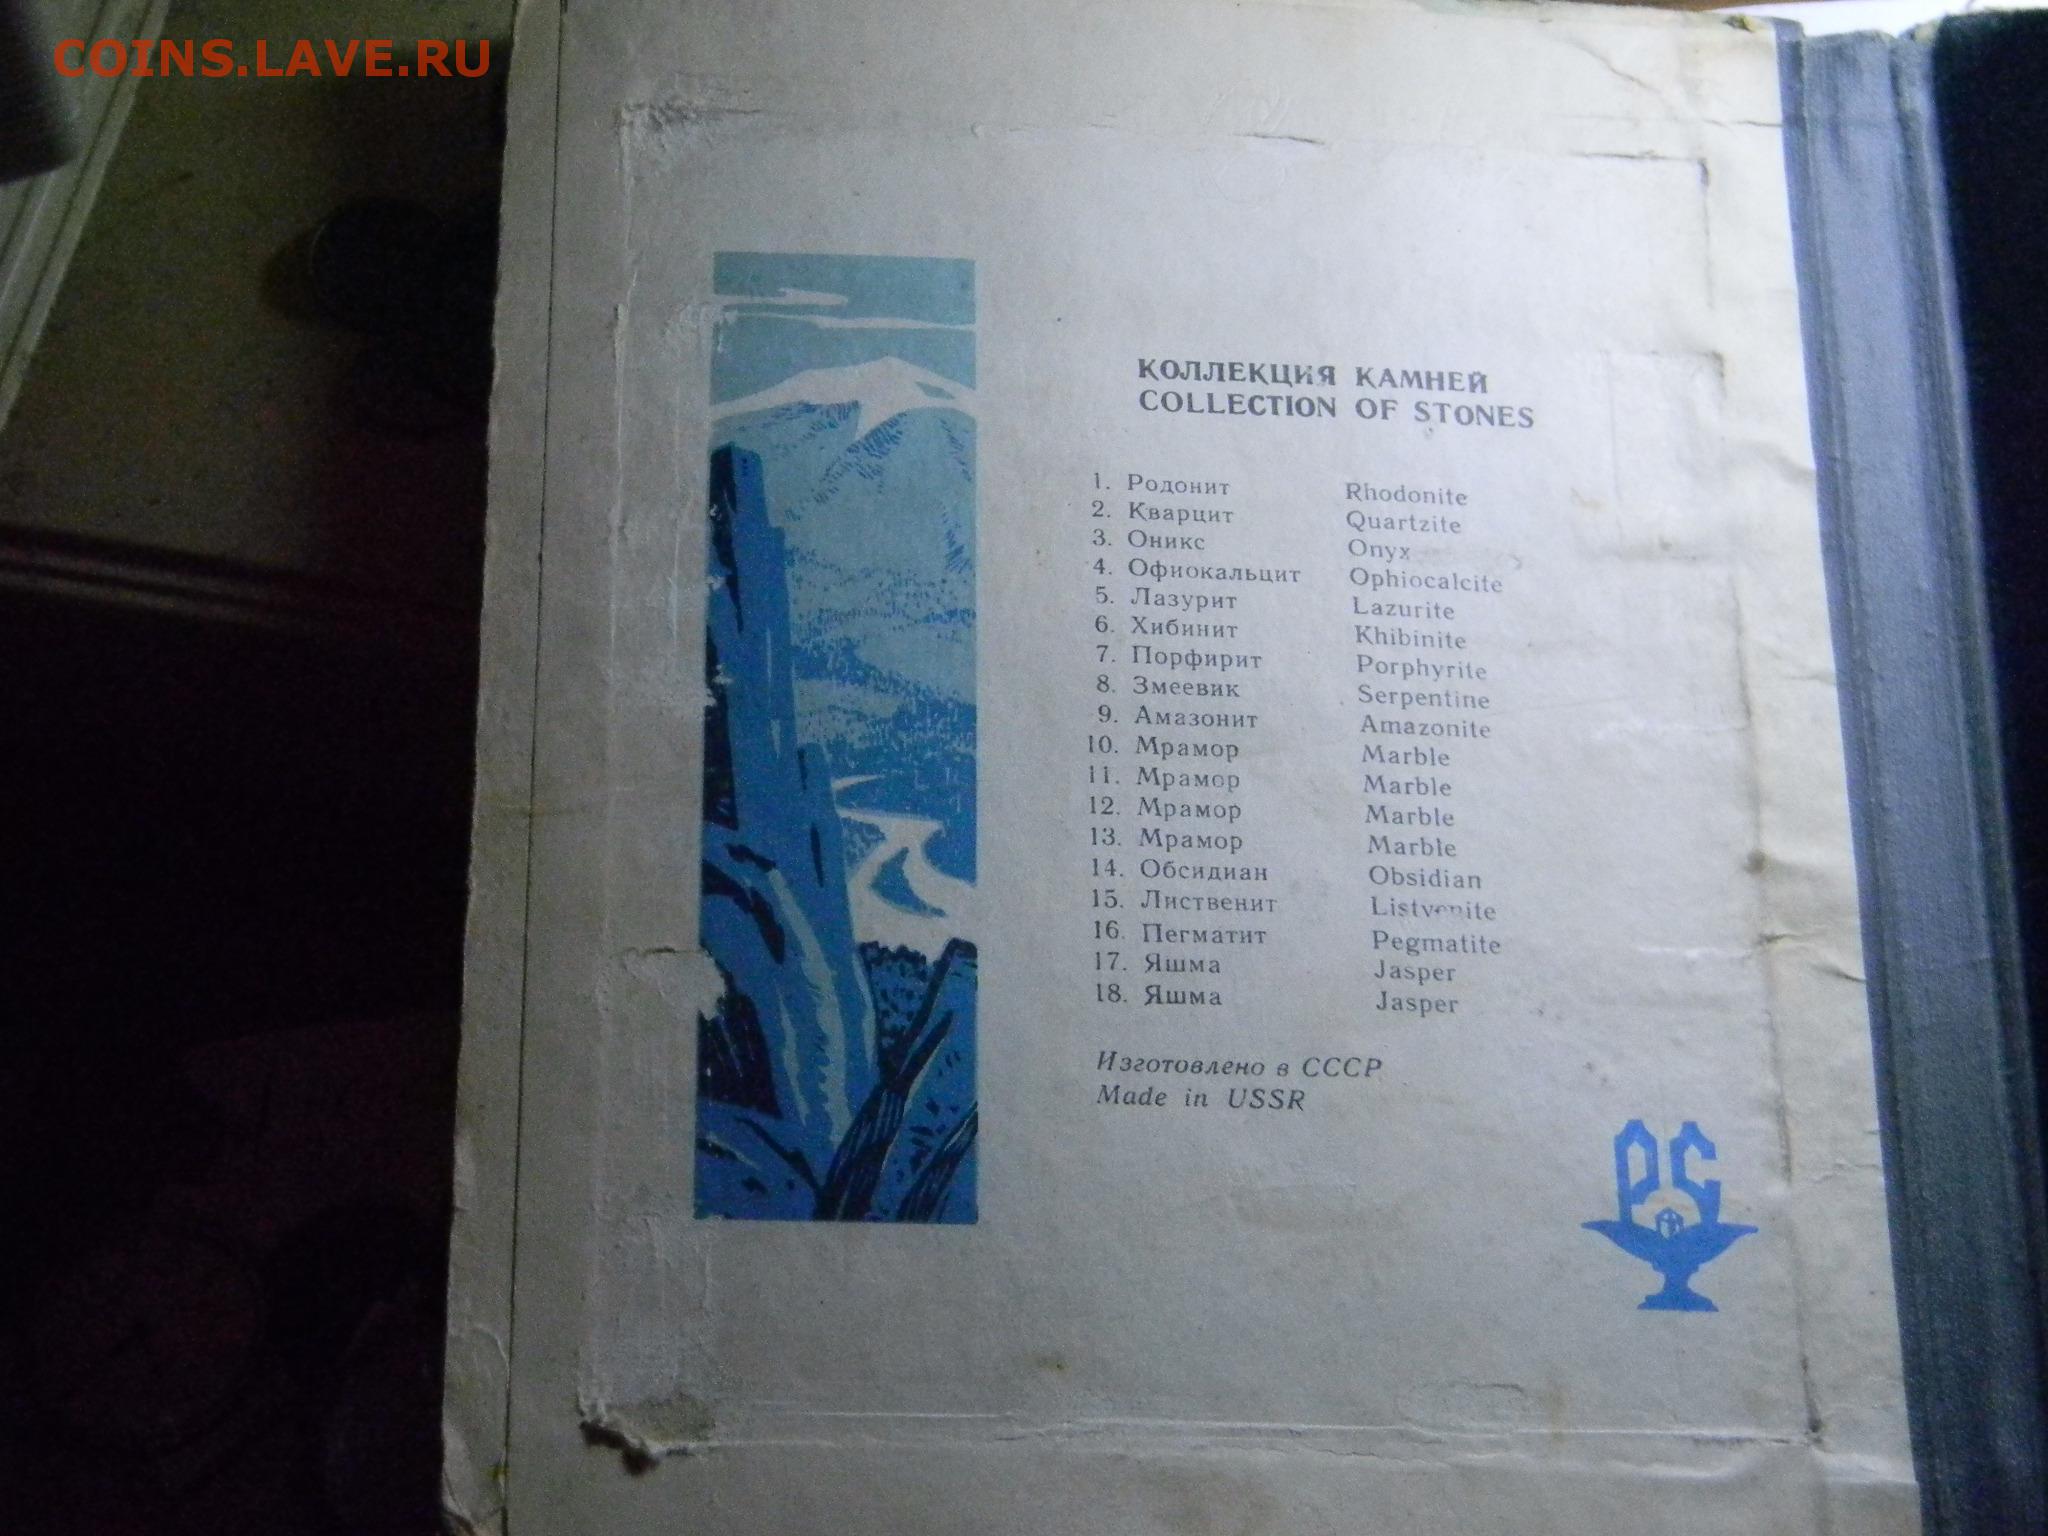 COINS.LAVE.RU
КОЛЛЕКЦИЯ КАМНЕЙ
COLLECTION OF STONES
1. Родонит Rhodonite
2. Кварцит Quartzite
3. Оникс Onyx
4. Офиокальцит Ophiocalcite
5. Лазурит Lazurite
6. Хибинит Khibinite
7. Порфирит Porphyrite
8. Змеевик Serpentine
9. Амазонит Amazonite
10. Мрамор Marble
11. Мрамор Marble
12. Мрамор Marble
13. Мрамор Marble
14. Обсидиан Obsidian
15. Лиственит Listvenite
16. Пегматит Pegmatite
17. Яшма Jasper
18. Яшма Jasper
Изготовлено в СССР
Made in USSR
РС